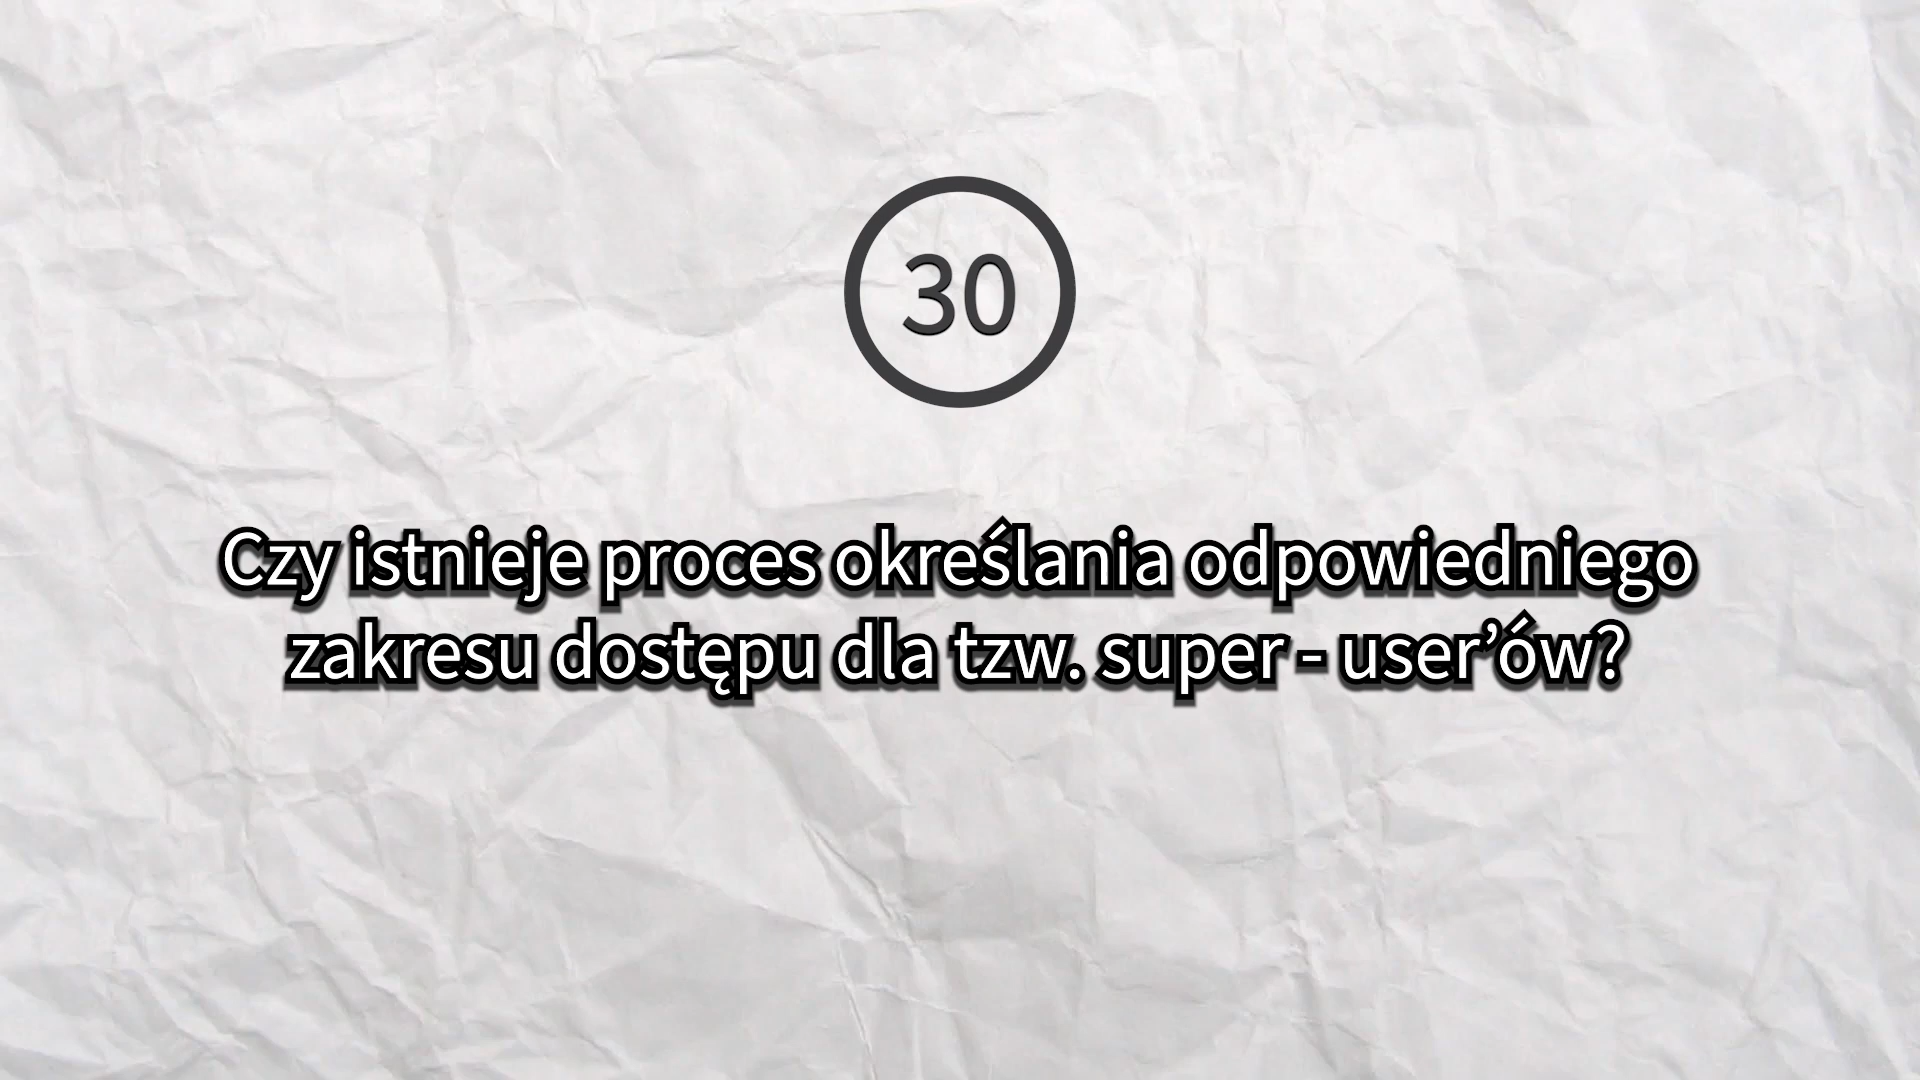 30
Czy istnieje proces określania odpowiedniego
zakresu dostępu dla tzw. super - user’ów?